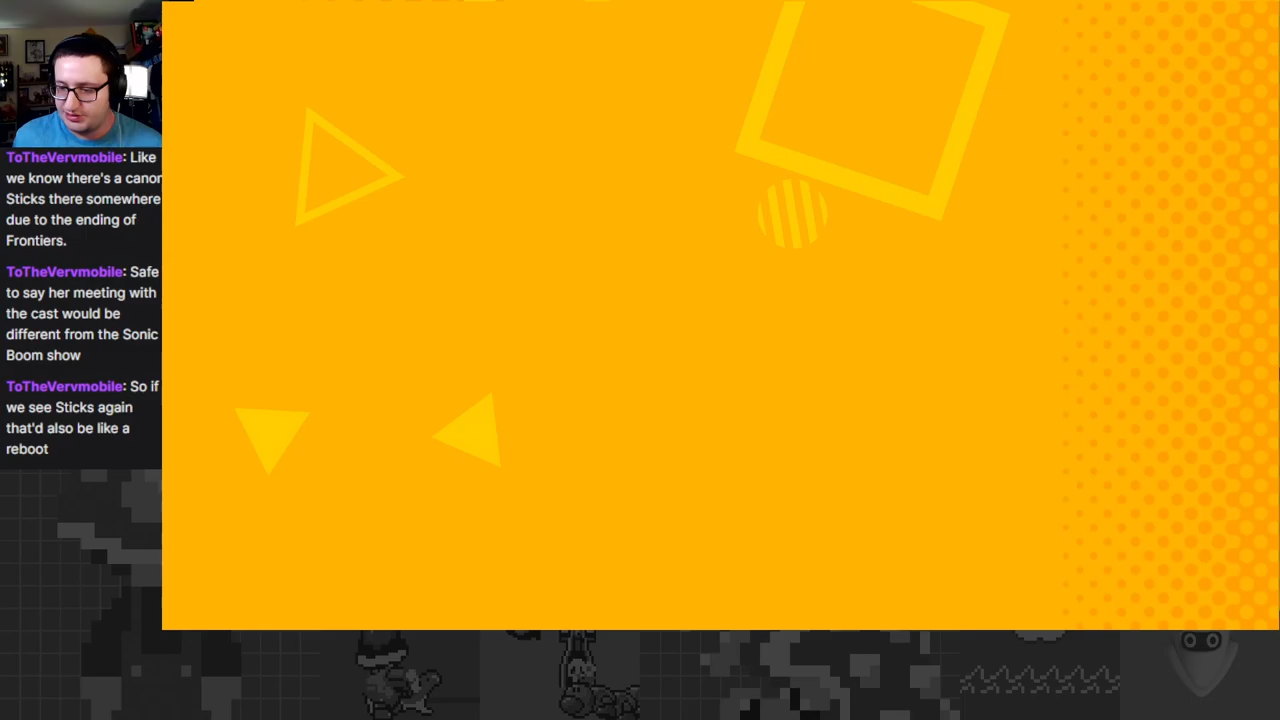 ToTheVervmobile: Like
we know there's a canon
Sticks there somewhere
due to the ending of
Frontiers.
ToTheVervmobile: Safe
to say her meeting with
the cast would be
different from the Sonic
Boom show
ToTheVervmobile: So if
we see Sticks again
that'd also be like a
reboot